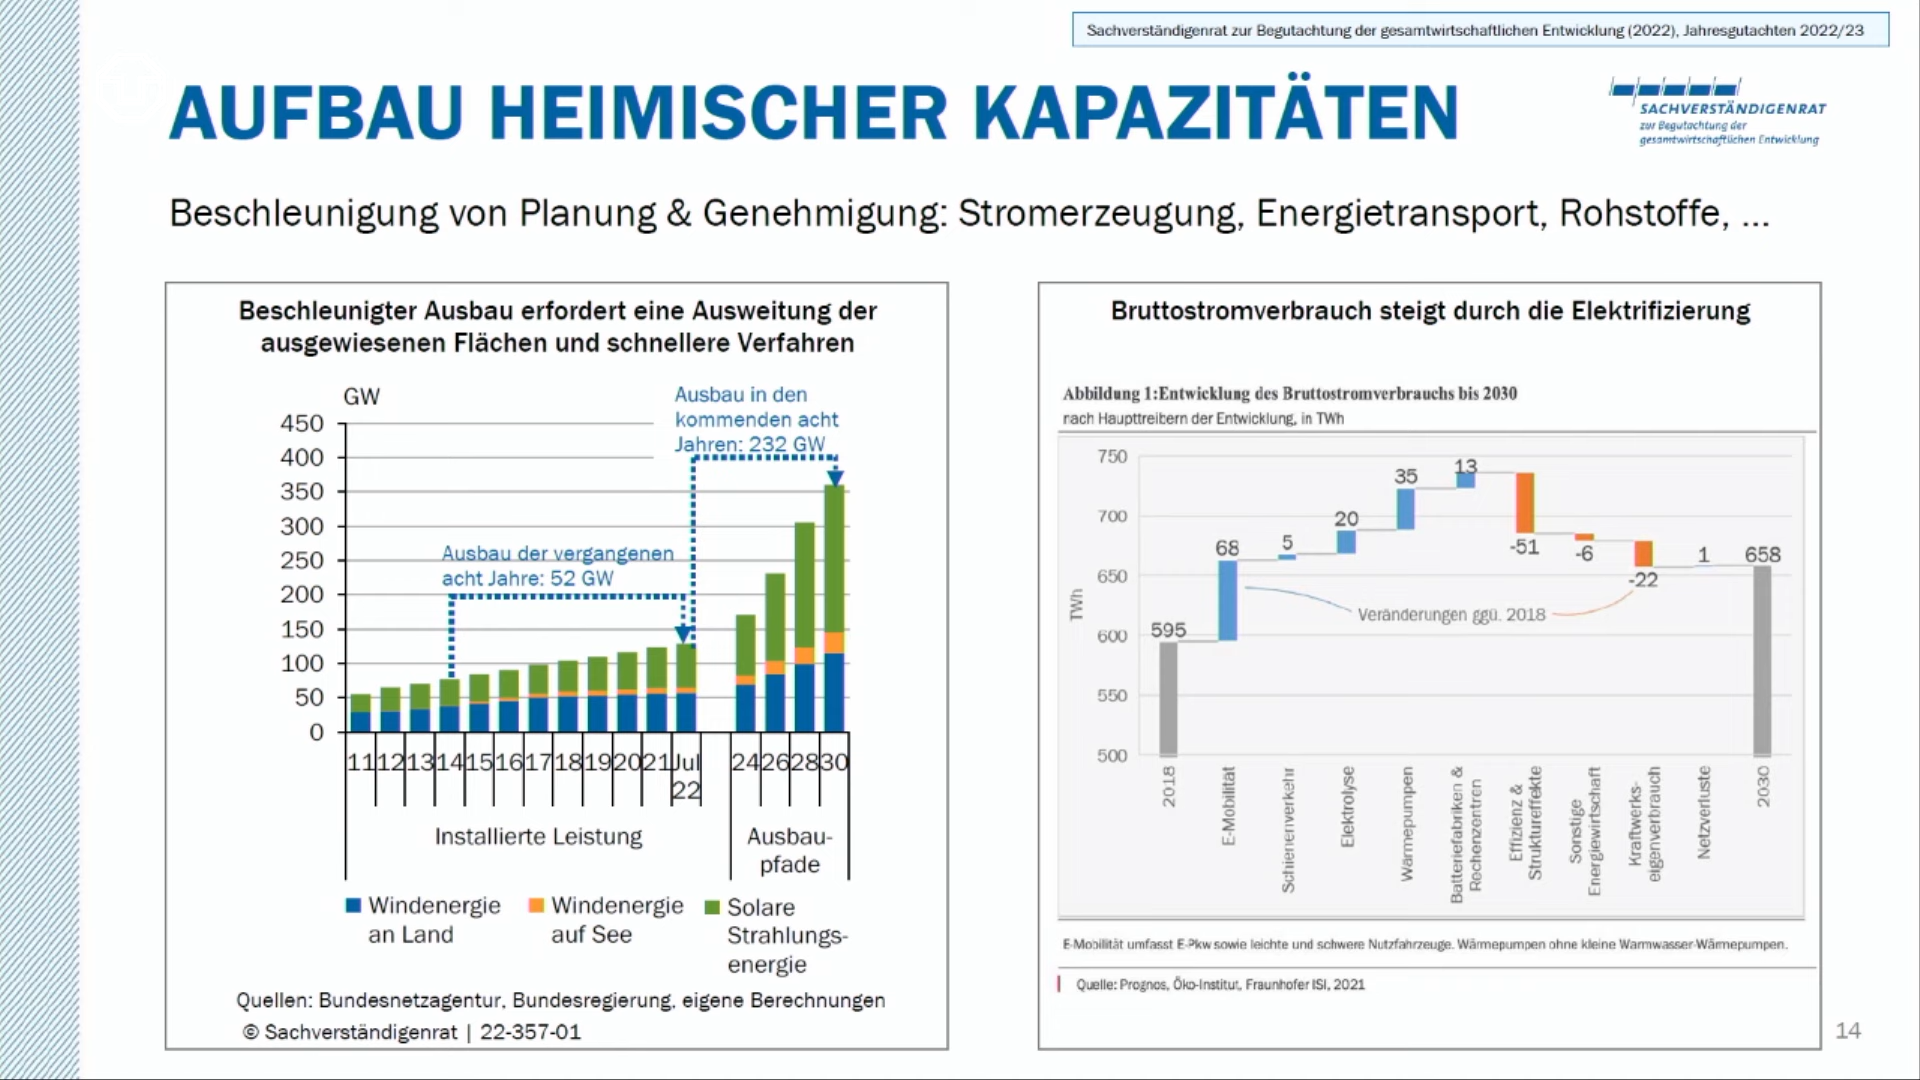 Sachverständigenrat zur Begutachtung der gesamtwirtschaftlichen Entwicklung (2022), Jahresgutachten 2022/23
AUFBAU HEIMISCHER KAPAZITÄTEN
SACHVERSTÄNDIGENRAT
zur Begutachtung der
gesamtwirtschaftlichen Entwicklung
Beschleunigung von Planung & Genehmigung: Stromerzeugung, Energietransport, Rohstoffe, ...
Beschleunigter Ausbau erfordert eine Ausweitung der
ausgewiesenen Flächen und schnellere Verfahren
GW
450
400
350
300
250
200
150
100
50
0
Ausbau in den
kommenden acht
Jahren: 232 GW
Ausbau der vergangenen
acht Jahre: 52 GW
11 12 13 14 15 16 17 18 19 20 21 Jul 24 26 28 30
22
Installierte Leistung
Ausbau-
pfade
Windenergie
an Land
Windenergie
auf See
Solare
Strahlungs-
energie
Quellen: Bundesnetzagentur, Bundesregierung, eigene Berechnungen
© Sachverständigenrat | 22-357-01
Bruttostromverbrauch steigt durch die Elektrifizierung
Abbildung 1:Entwicklung des Bruttostromverbrauchs bis 2030
nach Haupttreibern der Entwicklung, in TWh
TWh
750
700
650
600
550
500
595
68
5
20
35
13
-51
-6
-22
1
658
Veränderungen ggü. 2018
2018
E-Mobilität
Schienenverkehr
Elektrolyse
Wärmepumpen
Batteriefabriken &
Rechenzentren
Effizienz &
Struktureffekte
Sonstige
Energiewirtschaft
Kraftwerks-
eigenverbrauch
Netzverluste
2030
E-Mobilität umfasst E-Pkw sowie leichte und schwere Nutzfahrzeuge. Wärmepumpen ohne kleine Warmwasser-Wärmepumpen.
Quelle: Prognos, Öko-Institut, Fraunhofer ISI, 2021
14